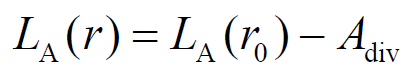 L_A(r) = L_A(r_0) − A_div